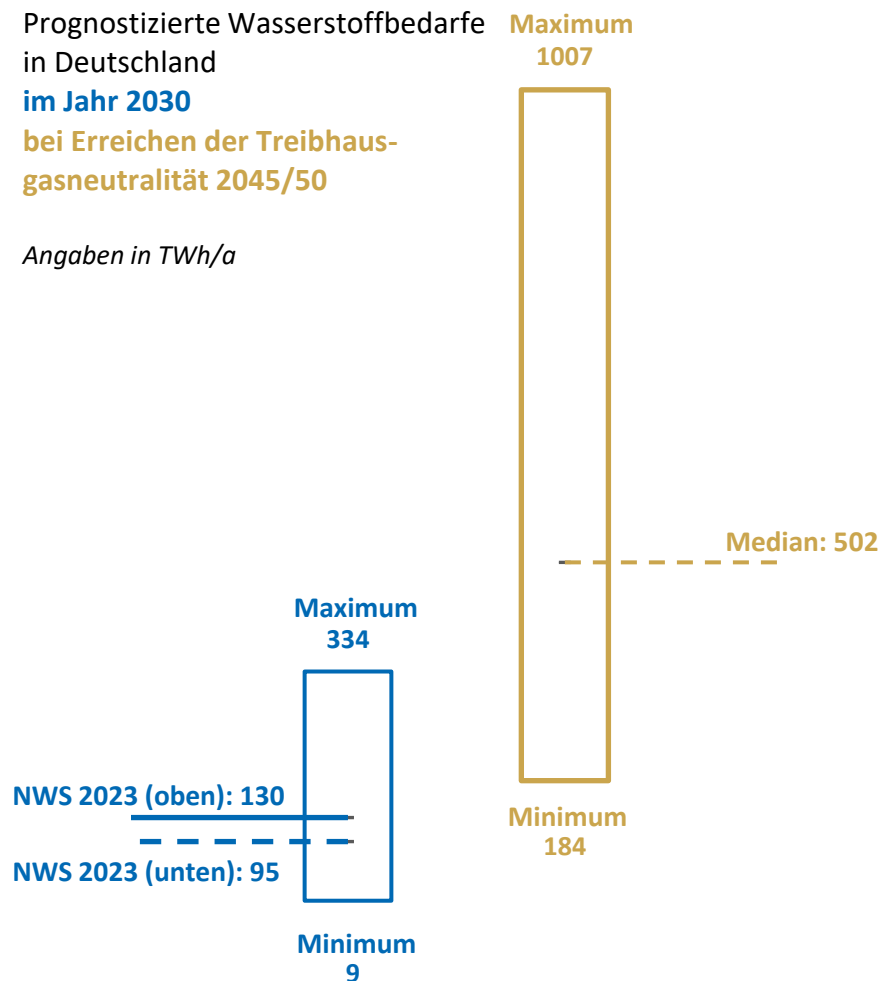 Prognostizierte Wasserstoffbedarfe
in Deutschland
im Jahr 2030
bei Erreichen der Treibhaus-
gasneutralität 2045/50
Angaben in TWh/a
Maximum
1007
Median: 502
Maximum
334
NWS 2023 (oben): 130
NWS 2023 (unten): 95
Minimum
184
Minimum
9